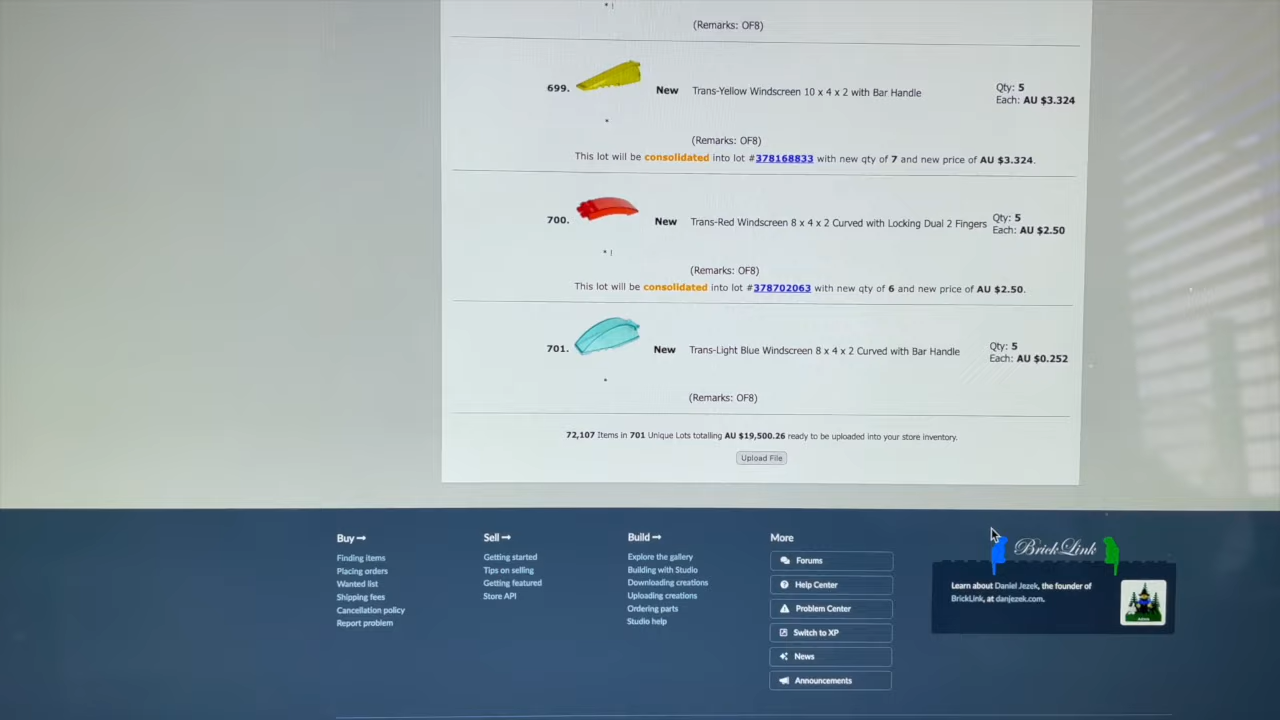 * !
(Remarks: OF8)
699. New Trans-Yellow Windscreen 10 x 4 x 2 with Bar Handle Qty: 5
Each: AU $3.324
*
(Remarks: OF8)
This lot will be consolidated into lot #378168833 with new qty of 7 and new price of AU $3.324.
700. New Trans-Red Windscreen 8 x 4 x 2 Curved with Locking Dual 2 Fingers Qty: 5
Each: AU $2.50
* !
(Remarks: OF8)
This lot will be consolidated into lot #378702063 with new qty of 6 and new price of AU $2.50.
701. New Trans-Light Blue Windscreen 8 x 4 x 2 Curved with Bar Handle Qty: 5
Each: AU $0.252
*
(Remarks: OF8)
72,107 Items in 701 Unique Lots totalling AU $19,500.26 ready to be uploaded into your store inventory.
Upload File
Buy →
Finding items
Placing orders
Wanted list
Shipping fees
Cancellation policy
Report problem
Sell →
Getting started
Tips on selling
Getting featured
Store API
Build →
Explore the gallery
Building with Studio
Downloading creations
Uploading creations
Ordering parts
Studio help
More
Forums
Help Center
Problem Center
Switch to XP
News
Announcements
BrickLink
Learn about Daniel Jezek, the founder of
BrickLink, at danjezek.com.